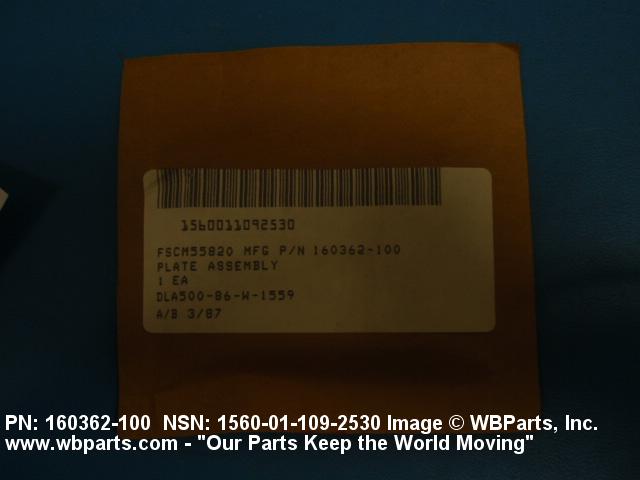 1560011092530
FSCM55820 MFG P/N 160362-100
PLATE ASSEMBLY
1 EA
DLA500-86-W-1559
A/B 3/87
PN: 160362-100 NSN: 1560-01-109-2530 Image © WBParts, Inc.
www.wbparts.com - "Our Parts Keep the World Moving"